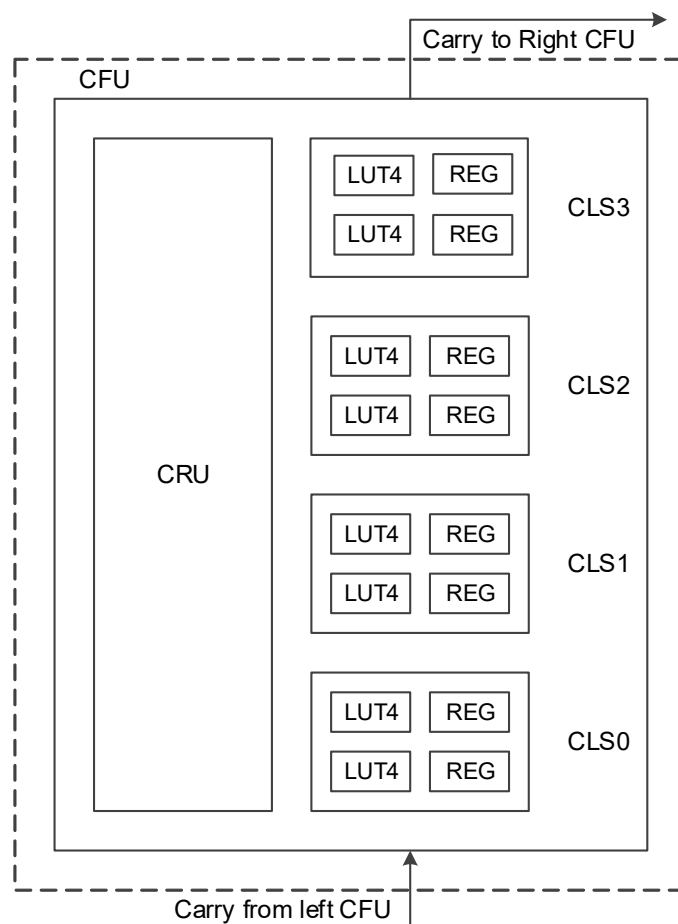 Carry to Right CFU
CFU
LUT4 REG
CLS3
LUT4 REG
LUT4 REG
CLS2
LUT4 REG
CRU
LUT4 REG
CLS1
LUT4 REG
LUT4 REG
CLS0
LUT4 REG
Carry from left CFU